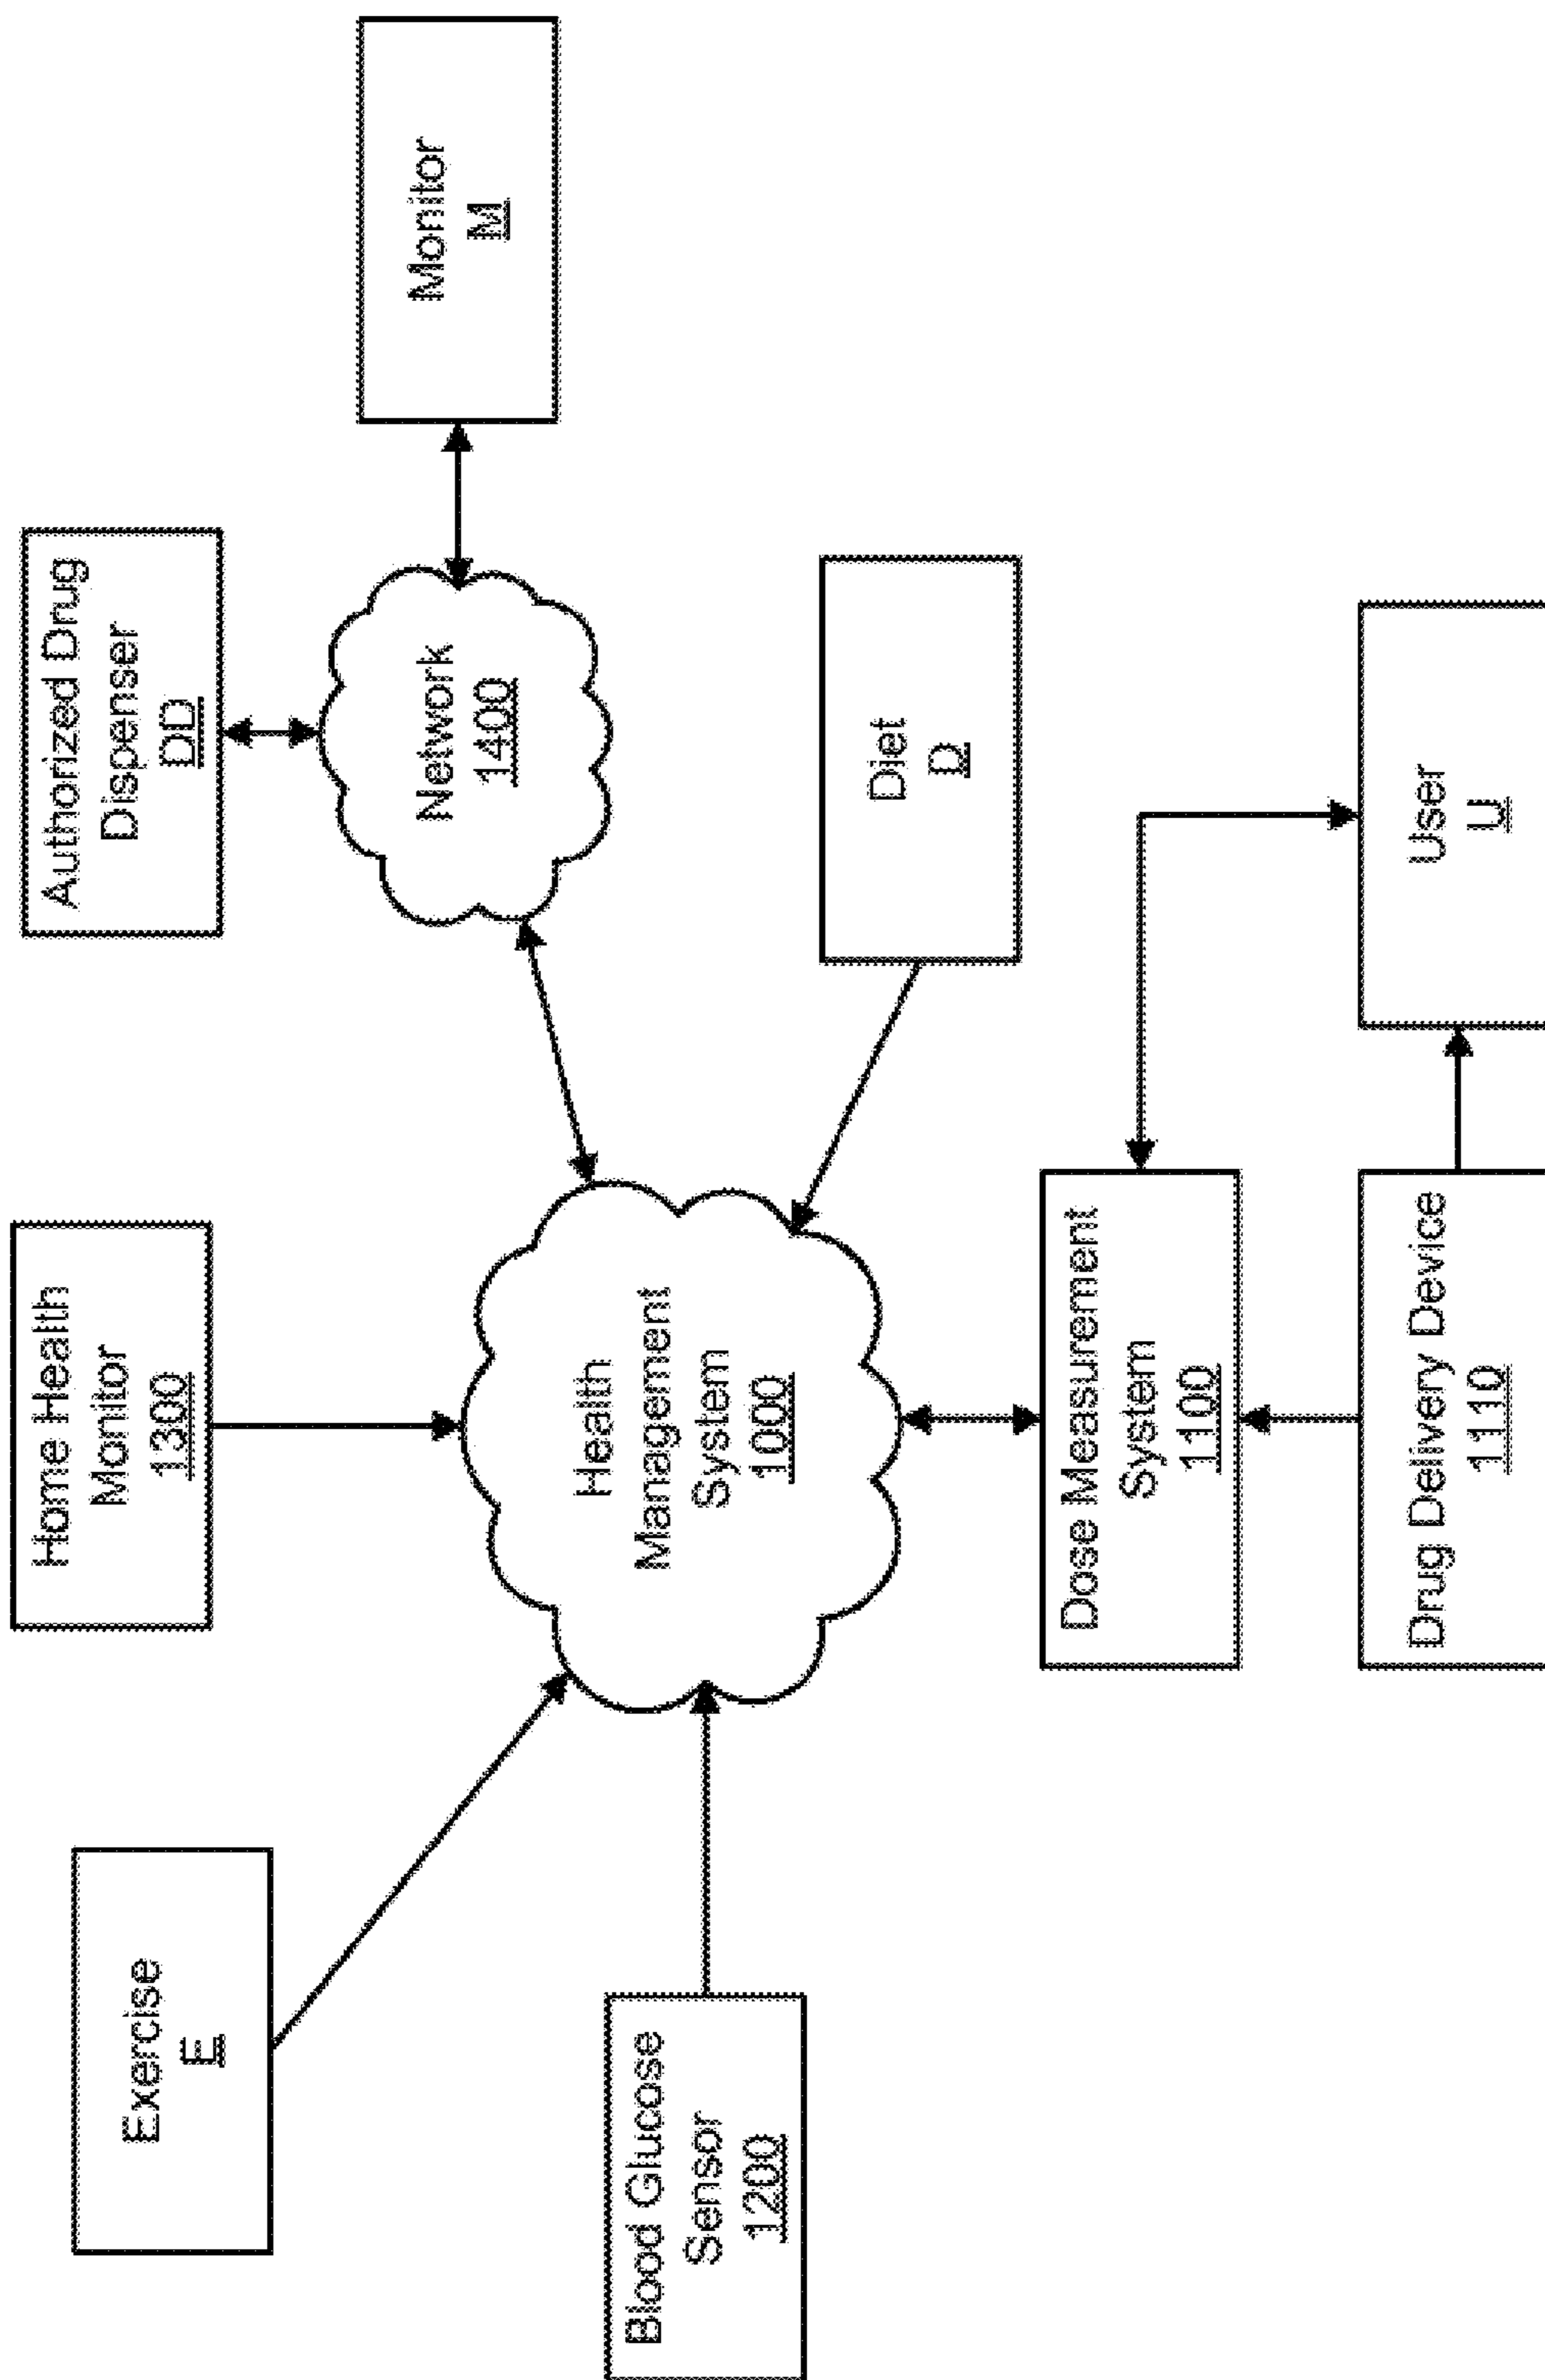 Exercise
E
Home Health
Monitor
1300
Authorized Drug
Dispenser
DD
Monitor
M
Network
1400
Health
Management
System
1000
Blood Glucose
Sensor
1200
Diet
D
Dose Measurement
System
1100
Drug Delivery Device
1110
User
U